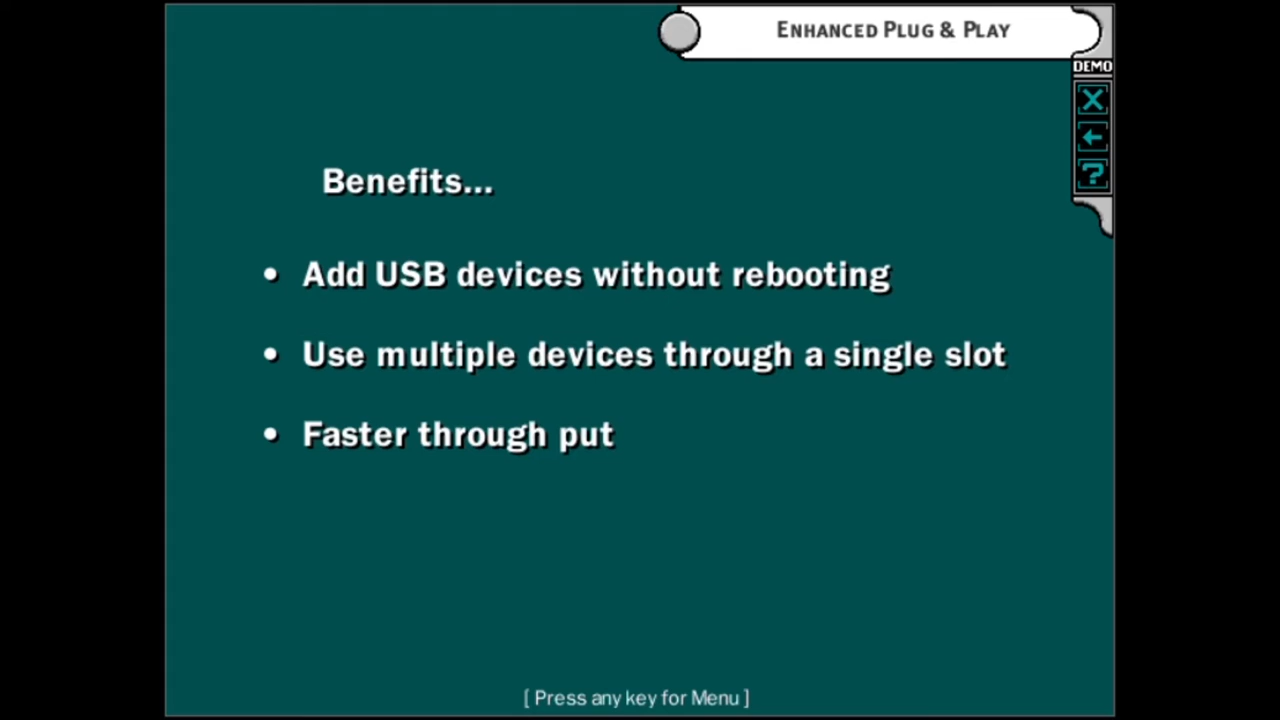 ENHANCED PLUG & PLAY
DEMO
?
Benefits...
• Add USB devices without rebooting
• Use multiple devices through a single slot
• Faster through put
[ Press any key for Menu ]